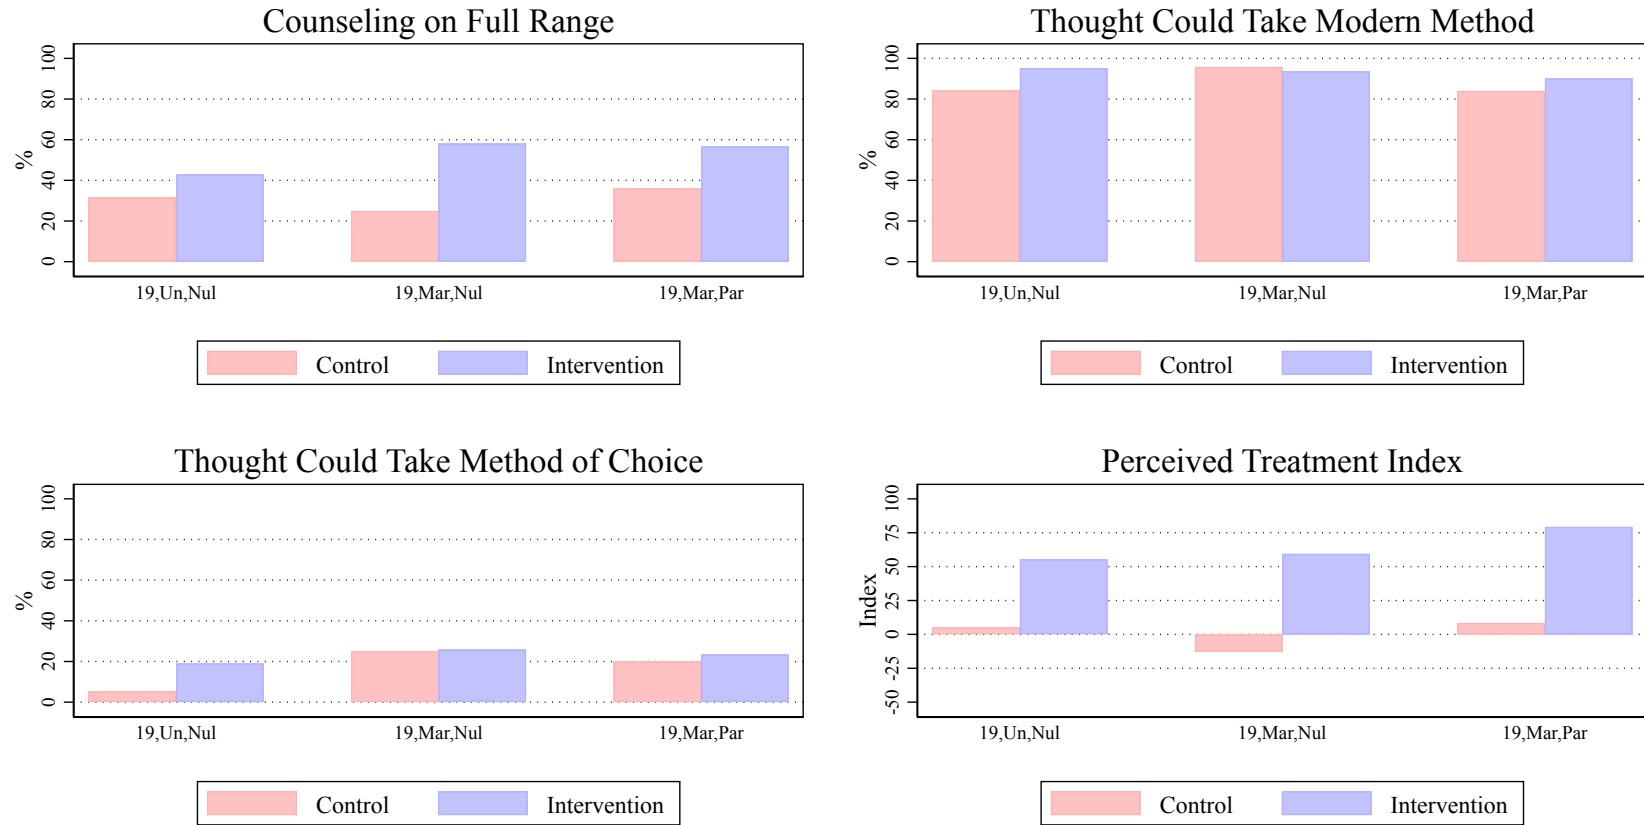 Counseling on Full Range
%
100
80
60
40
20
0
19,Un,Nul 19,Mar,Nul 19,Mar,Par
Control Intervention
Thought Could Take Modern Method
%
100
80
60
40
20
0
19,Un,Nul 19,Mar,Nul 19,Mar,Par
Control Intervention
Thought Could Take Method of Choice
%
100
80
60
40
20
0
19,Un,Nul 19,Mar,Nul 19,Mar,Par
Control Intervention
Perceived Treatment Index
Index
100
75
50
25
0
-25
-50
19,Un,Nul 19,Mar,Nul 19,Mar,Par
Control Intervention